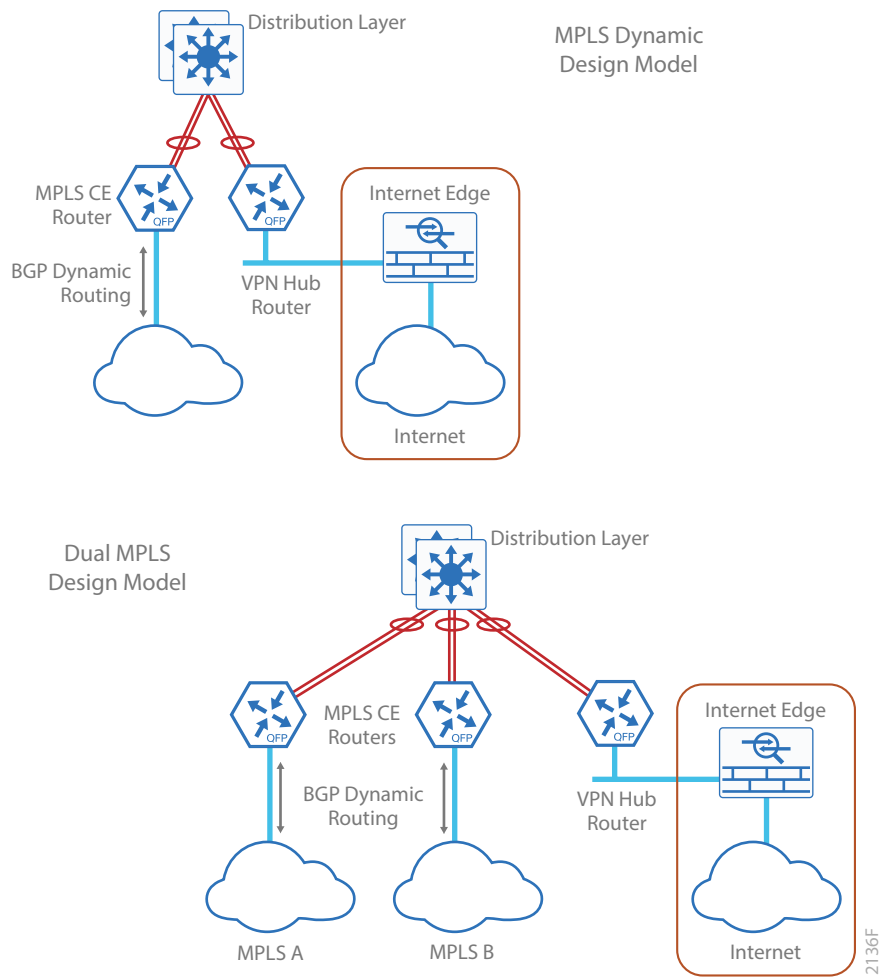 Distribution Layer
MPLS Dynamic
Design Model
MPLS CE
Router
QFP
QFP
Internet Edge
BGP Dynamic
Routing
VPN Hub
Router
Internet
Dual MPLS
Design Model
Distribution Layer
QFP
MPLS CE
Routers
QFP
QFP
Internet Edge
BGP Dynamic
Routing
VPN Hub
Router
MPLS A
MPLS B
Internet
2136F